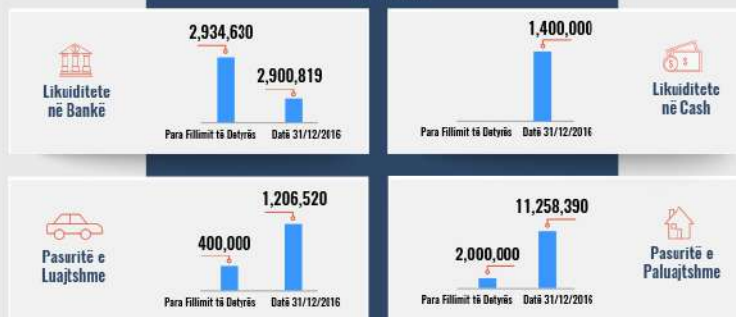 2,934,630
2,900,819
Likuiditete
në Bankë
Para Fillimit të Detyrës Datë 31/12/2016
1,400,000
Likuiditete
në Cash
Para Fillimit të Detyrës Datë 31/12/2016
1,206,520
400,000
Pasuritë e
Luajtshme
Para Fillimit të Detyrës Datë 31/12/2016
11,258,390
2,000,000
Pasuritë e
Paluajtshme
Para Fillimit të Detyrës Datë 31/12/2016